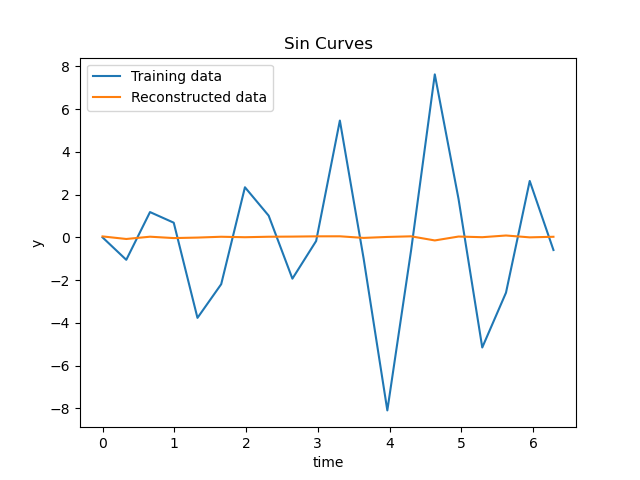 Sin Curves
Training data
Reconstructed data
y
8
6
4
2
0
−2
−4
−6
−8
0 1 2 3 4 5 6
time